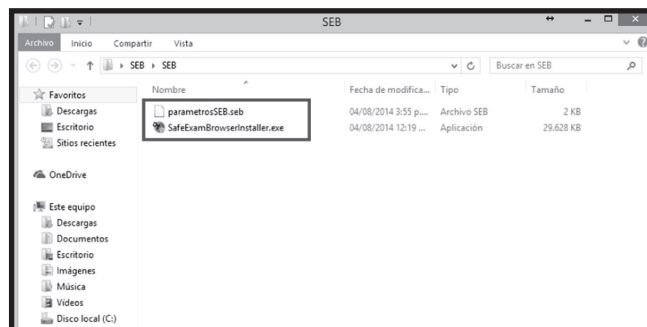 SEB
Archivo Inicio Compartir Vista
SEB SEB Buscar en SEB
Nombre Fecha de modifica... Tipo Tamaño
Favoritos
Descargas
Escritorio
Sitios recientes
OneDrive
Este equipo
Descargas
Documentos
Escritorio
Imágenes
Música
Vídeos
Disco local (C:)
parametrosSEB.seb 04/08/2014 3:55 p.... Archivo SEB 2 KB
SafeExamBrowserInstaller.exe 04/08/2014 12:19 ... Aplicación 29.628 KB